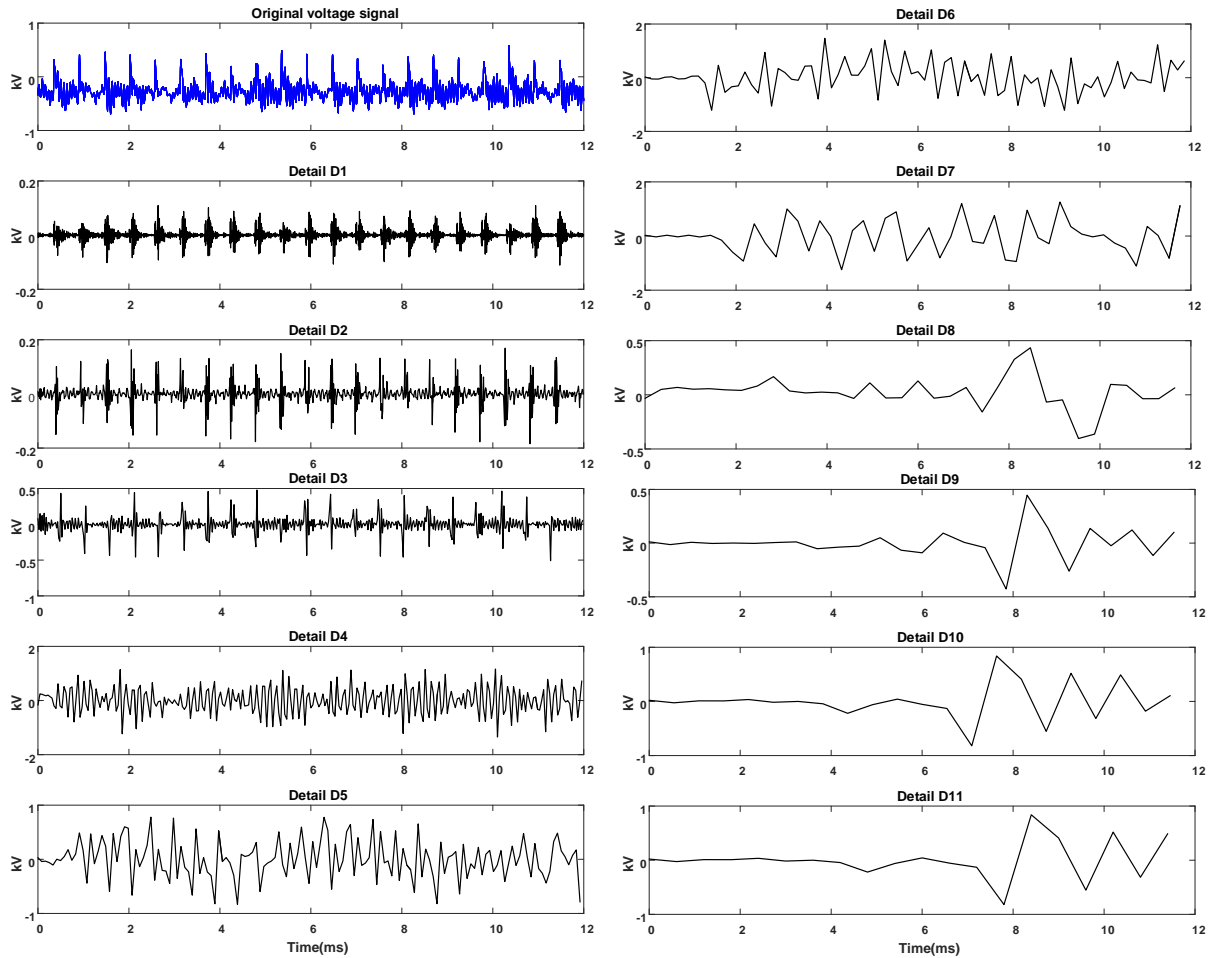 Original voltage signal
1
0
-1
kV
0 2 4 6 8 10 12
Detail D1
0.2
0
-0.2
kV
0 2 4 6 8 10 12
Detail D2
0.2
0
-0.2
kV
0 2 4 6 8 10 12
Detail D3
0.5
0
-0.5
-1
kV
0 2 4 6 8 10 12
Detail D4
2
0
-2
kV
0 2 4 6 8 10 12
Detail D5
1
0
-1
kV
0 2 4 6 8 10 12
Time(ms)
Detail D6
2
0
-2
kV
0 2 4 6 8 10 12
Detail D7
2
0
-2
kV
0 2 4 6 8 10 12
Detail D8
0.5
0
-0.5
kV
0 2 4 6 8 10 12
Detail D9
0.5
0
-0.5
kV
0 2 4 6 8 10 12
Detail D10
1
0
-1
kV
0 2 4 6 8 10 12
Detail D11
1
0
-1
kV
0 2 4 6 8 10 12
Time(ms)